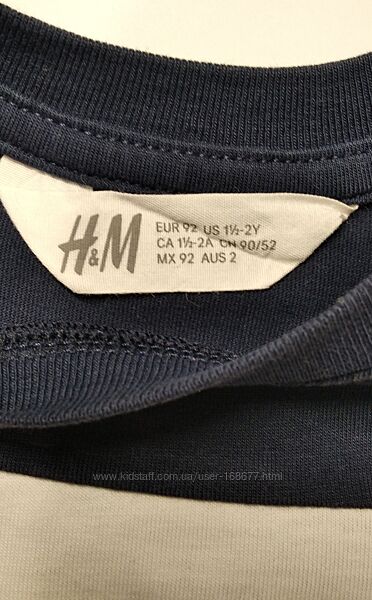 H&M
EUR 92 US 1½-2Y
CA 1½-2A CN 90/52
MX 92 AUS 2
www.kidstaff.com.ua/user-168677.html